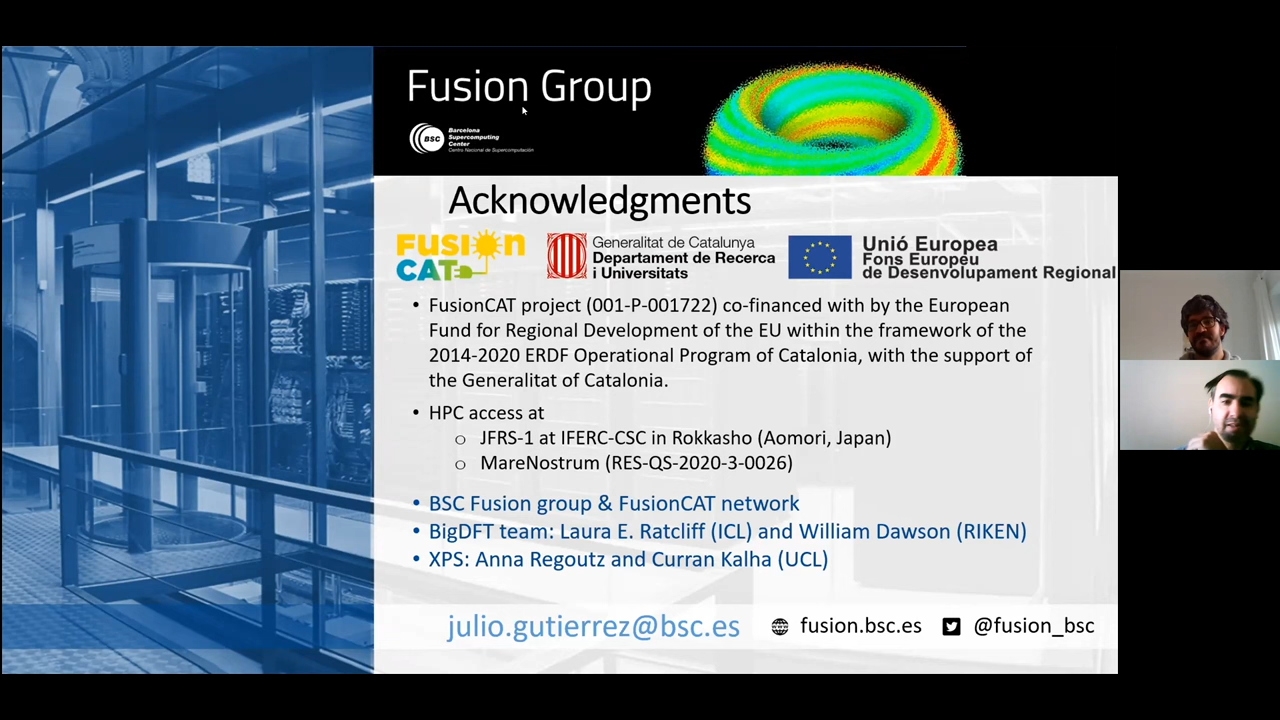 Fusion Group
BSC
Barcelona
Supercomputing
Center
Centro Nacional de Supercomputación
Acknowledgments
FUSION
CAT
Generalitat de Catalunya
Departament de Recerca
i Universitats
Unió Europea
Fons Europeu
de Desenvolupament Regional
• FusionCAT project (001-P-001722) co-financed with by the European
Fund for Regional Development of the EU within the framework of the
2014-2020 ERDF Operational Program of Catalonia, with the support of
the Generalitat of Catalonia.
• HPC access at
o JFRS-1 at IFERC-CSC in Rokkasho (Aomori, Japan)
o MareNostrum (RES-QS-2020-3-0026)
• BSC Fusion group & FusionCAT network
• BigDFT team: Laura E. Ratcliff (ICL) and William Dawson (RIKEN)
• XPS: Anna Regoutz and Curran Kalha (UCL)
julio.gutierrez@bsc.es
fusion.bsc.es
@fusion_bsc